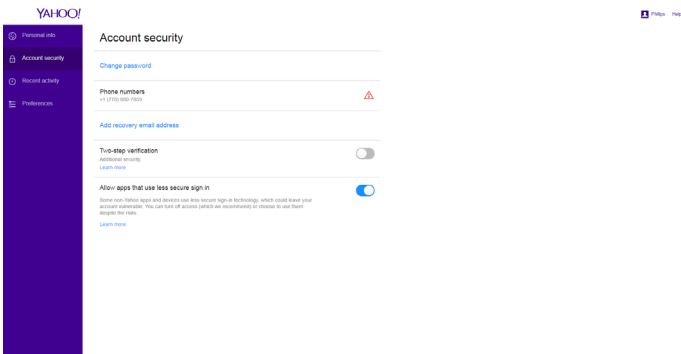 YAHOO!
Philips Help
Personal info
Account security
Recent activity
Preferences
Account security
Change password
Phone numbers
+1 (770)
Add recovery email address
Two-step verification
Additional security.
Learn more
Allow apps that use less secure sign in
Some non-Yahoo apps and devices use less secure sign-in technology, which could leave your
account vulnerable. You can turn off access (which we recommend) or choose to use them
despite the risks.
Learn more